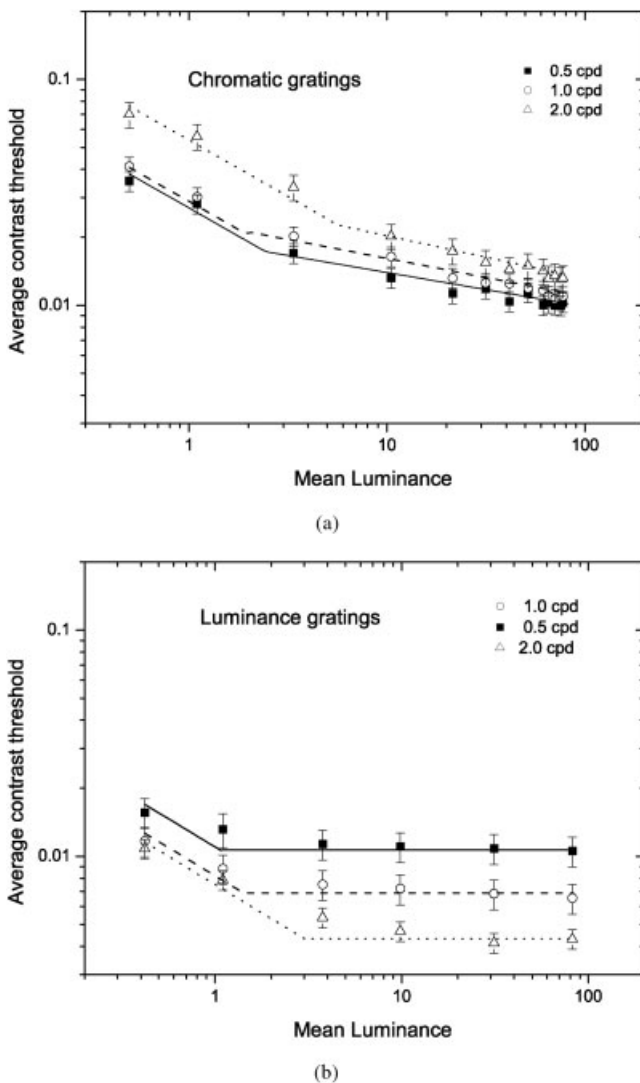 0.1
Chromatic gratings
0.5 cpd
1.0 cpd
2.0 cpd
Average contrast threshold
0.01
1
10
100
Mean Luminance
(a)
0.1
Luminance gratings
1.0 cpd
0.5 cpd
2.0 cpd
Average contrast threshold
0.01
1
10
100
Mean Luminance
(b)